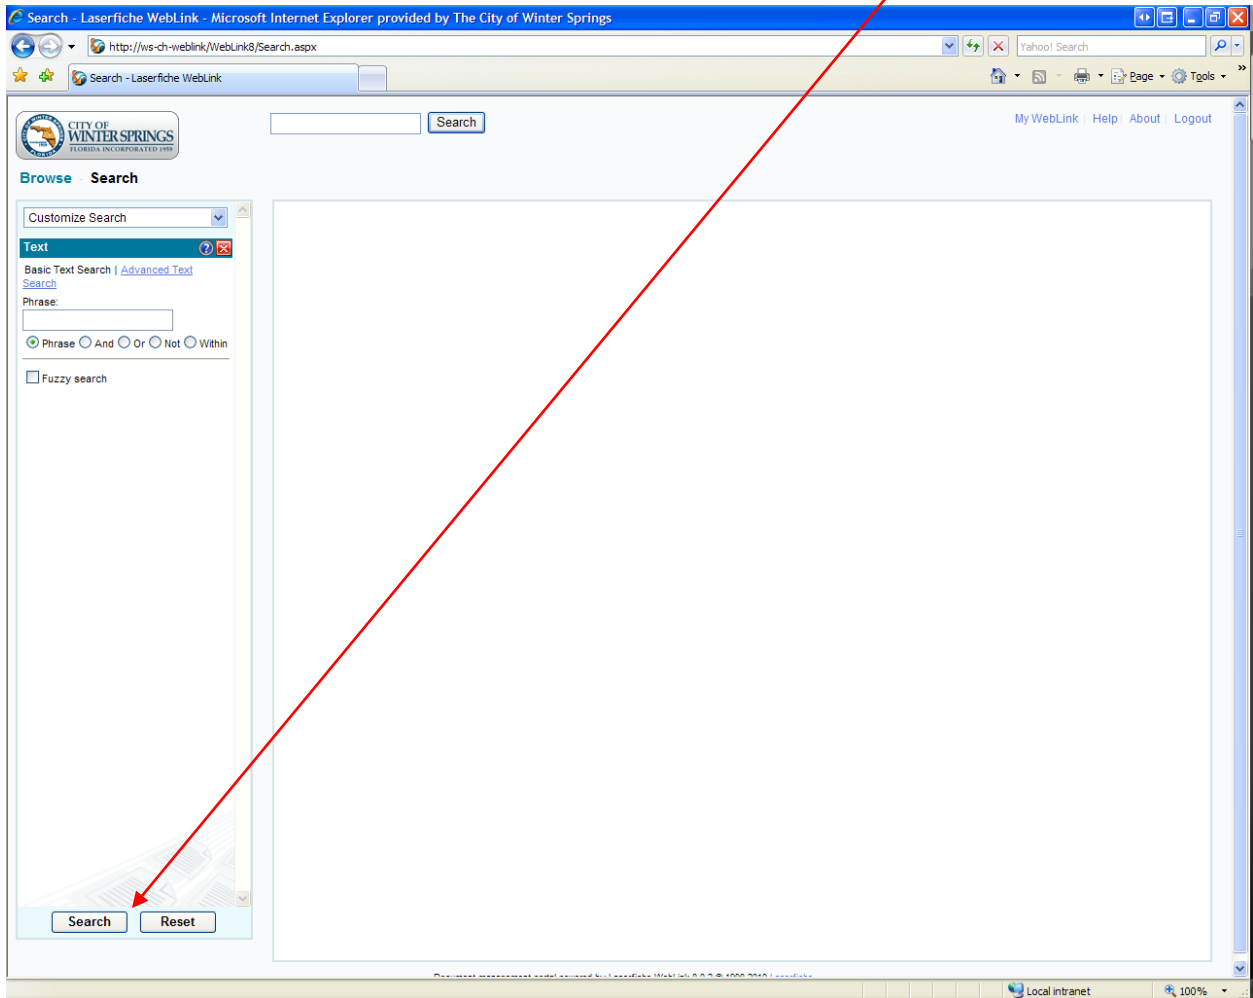 Search - Laserfiche WebLink - Microsoft Internet Explorer provided by The City of Winter Springs
http://ws-ch-weblink/WebLink8/Search.aspx
Yahoo! Search
Search - Laserfiche WebLink
Page
Tools
CITY OF
WINTER SPRINGS
FLORIDA INCORPORATED 1959
Search
My WebLink | Help | About | Logout
Browse - Search
Customize Search
Text
Basic Text Search | Advanced Text
Search
Phrase:
Phrase And Or Not Within
Fuzzy search
Search Reset
Local intranet
100%